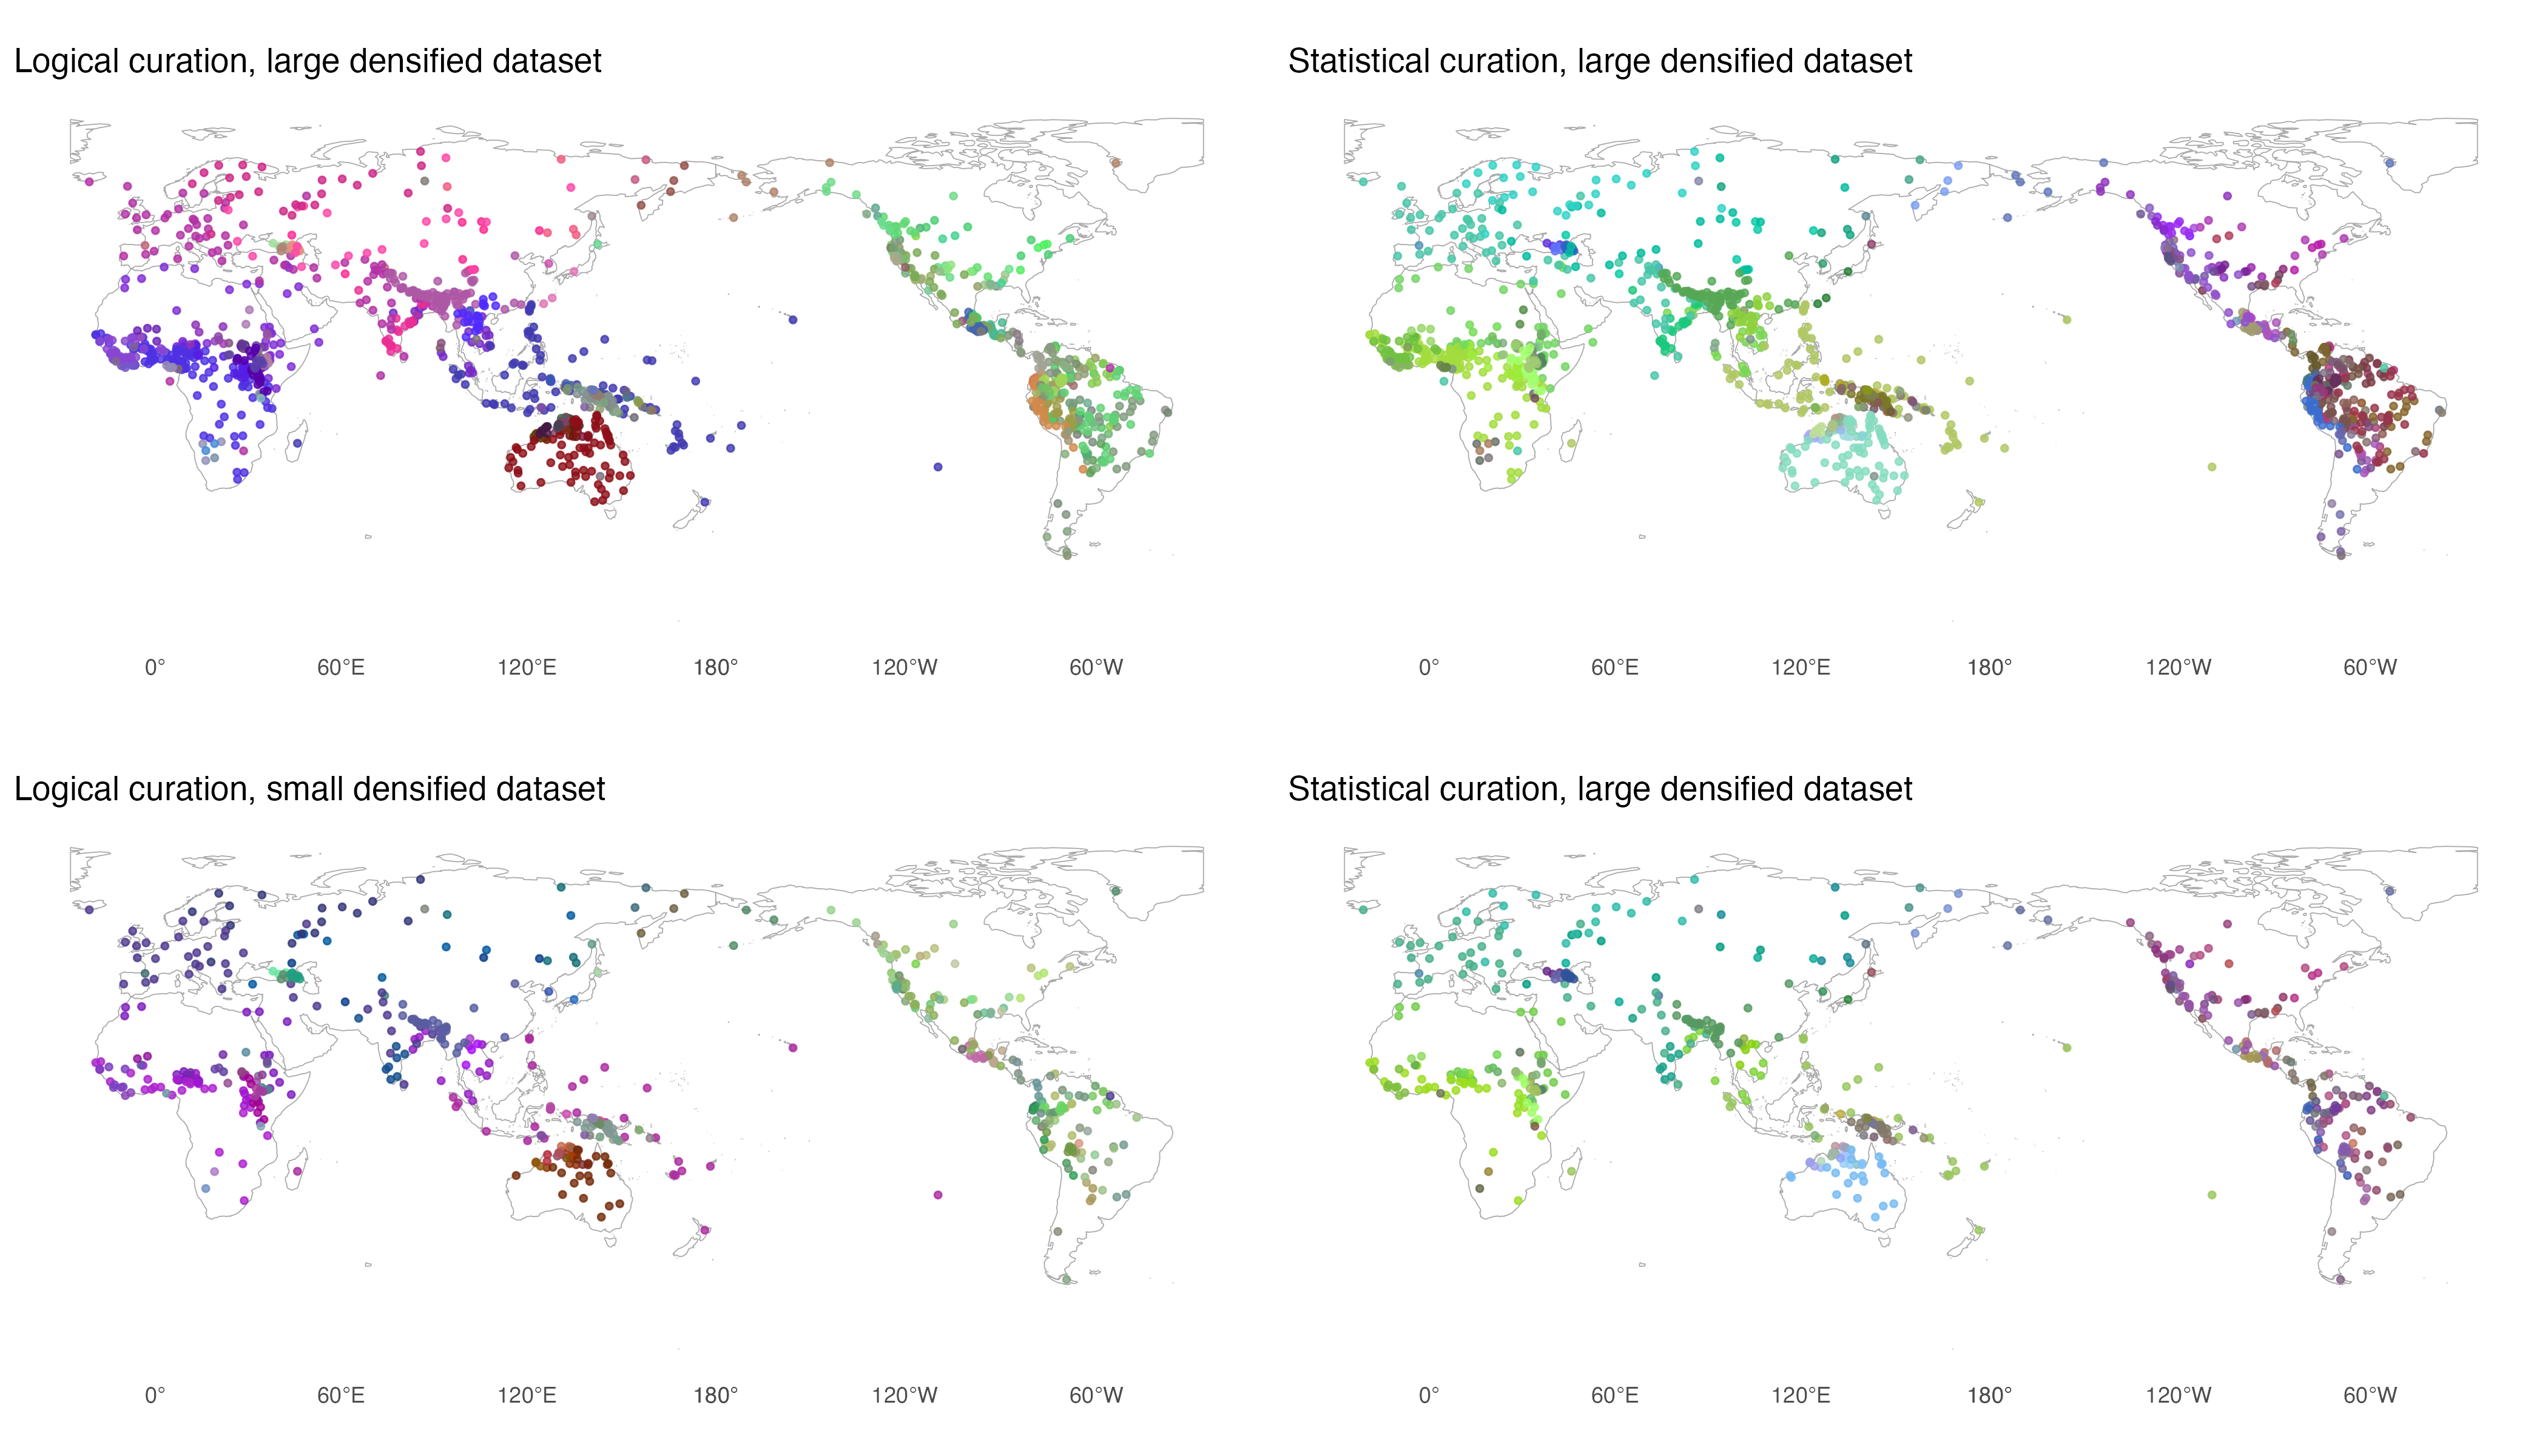 Logical curation, large densified dataset
Statistical curation, large densified dataset
0° 60°E 120°E 180° 120°W 60°W
0° 60°E 120°E 180° 120°W 60°W
Logical curation, small densified dataset
Statistical curation, large densified dataset
0° 60°E 120°E 180° 120°W 60°W
0° 60°E 120°E 180° 120°W 60°W